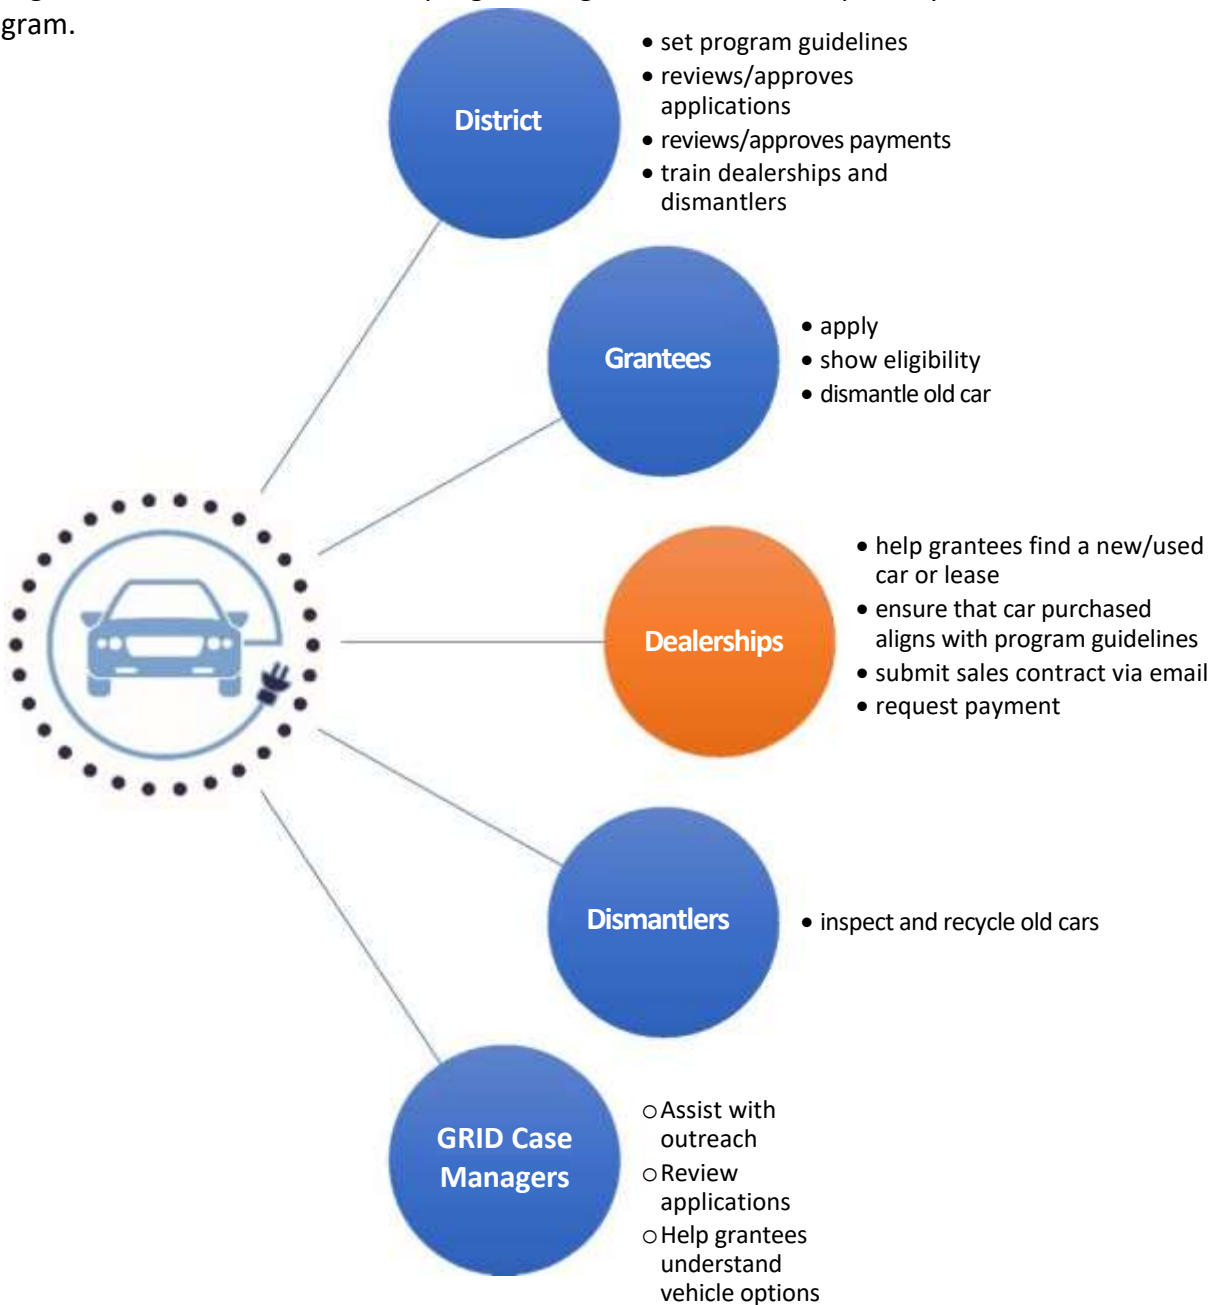 gram.
• set program guidelines
• reviews/approves
applications
• reviews/approves payments
• train dealerships and
dismantlers
District
• apply
• show eligibility
• dismantle old car
Grantees
• help grantees find a new/used
car or lease
• ensure that car purchased
aligns with program guidelines
• submit sales contract via email
• request payment
Dealerships
Dismantlers
• inspect and recycle old cars
GRID Case
Managers
○ Assist with
outreach
○ Review
applications
○ Help grantees
understand
vehicle options